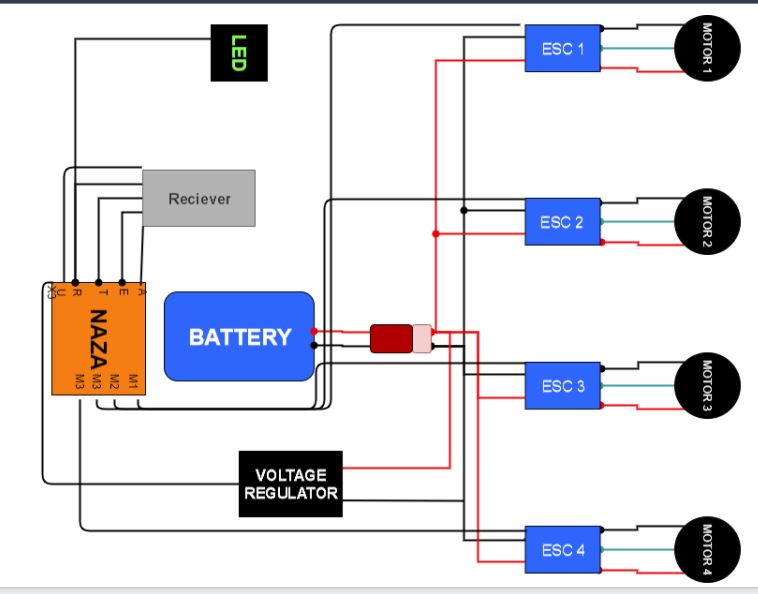 LED
ESC 1
MOTOR 1
Reciever
ESC 2
MOTOR 2
X3
U
R
T
E
A
NAZA
BATTERY
M3
M3
M2
M1
ESC 3
MOTOR 3
VOLTAGE
REGULATOR
ESC 4
MOTOR 4